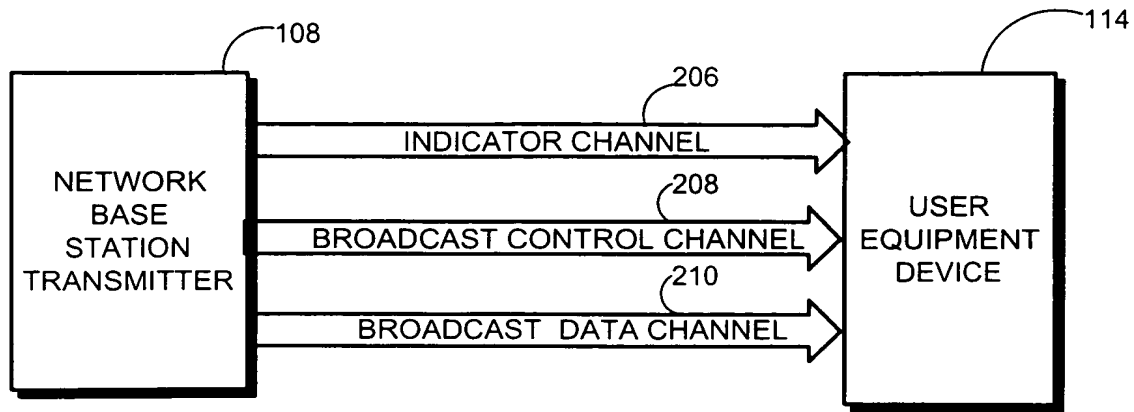 108
114
206
INDICATOR CHANNEL
NETWORK
BASE
STATION
TRANSMITTER
208
BROADCAST CONTROL CHANNEL
USER
EQUIPMENT
DEVICE
210
BROADCAST DATA CHANNEL